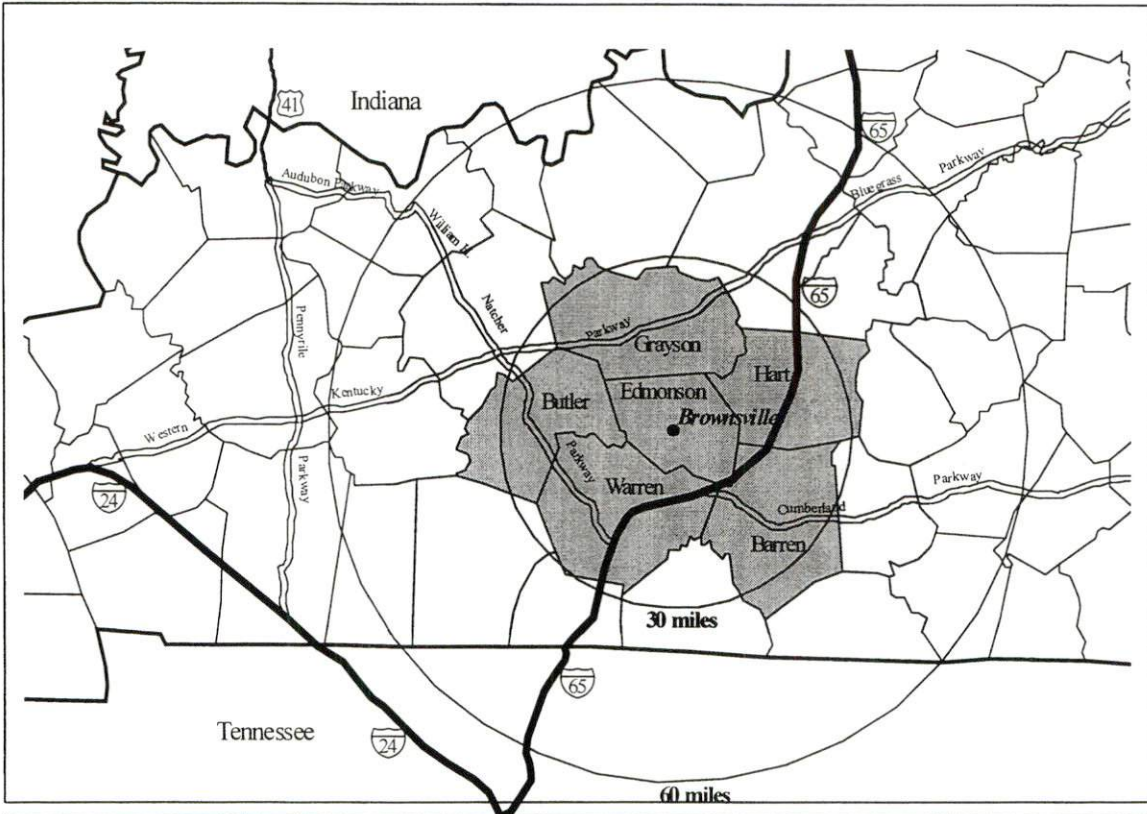 41
Indiana
65
Audubon Parkway
William H.
Natcher
Parkway
Bluegrass
Parkway
65
Pennyrile
Parkway
Western
Kentucky
Parkway
Grayson
Hart
Butler
Edmonson
Brownsville
Warren
Cumberland
Parkway
Barren
24
30 miles
65
Tennessee
24
60 miles